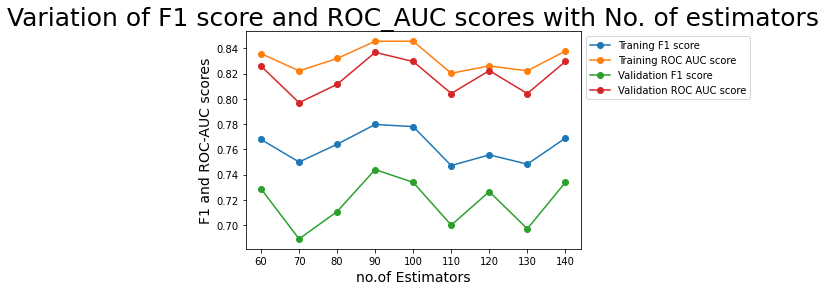 Variation of F1 score and ROC_AUC scores with No. of estimators
F1 and ROC-AUC scores
0.84
0.82
0.80
0.78
0.76
0.74
0.72
0.70
60 70 80 90 100 110 120 130 140
no.of Estimators
Traning F1 score
Training ROC AUC score
Validation F1 score
Validation ROC AUC score